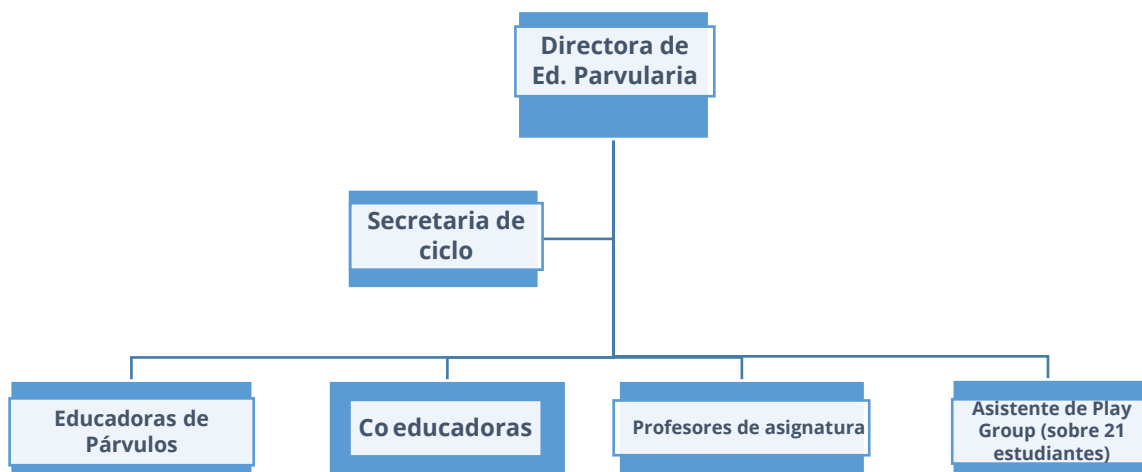 Directora de
Ed. Parvularia
Secretaria de
ciclo
Educadoras de
Párvulos
Co educadoras
Profesores de asignatura
Asistente de Play
Group (sobre 21
estudiantes)